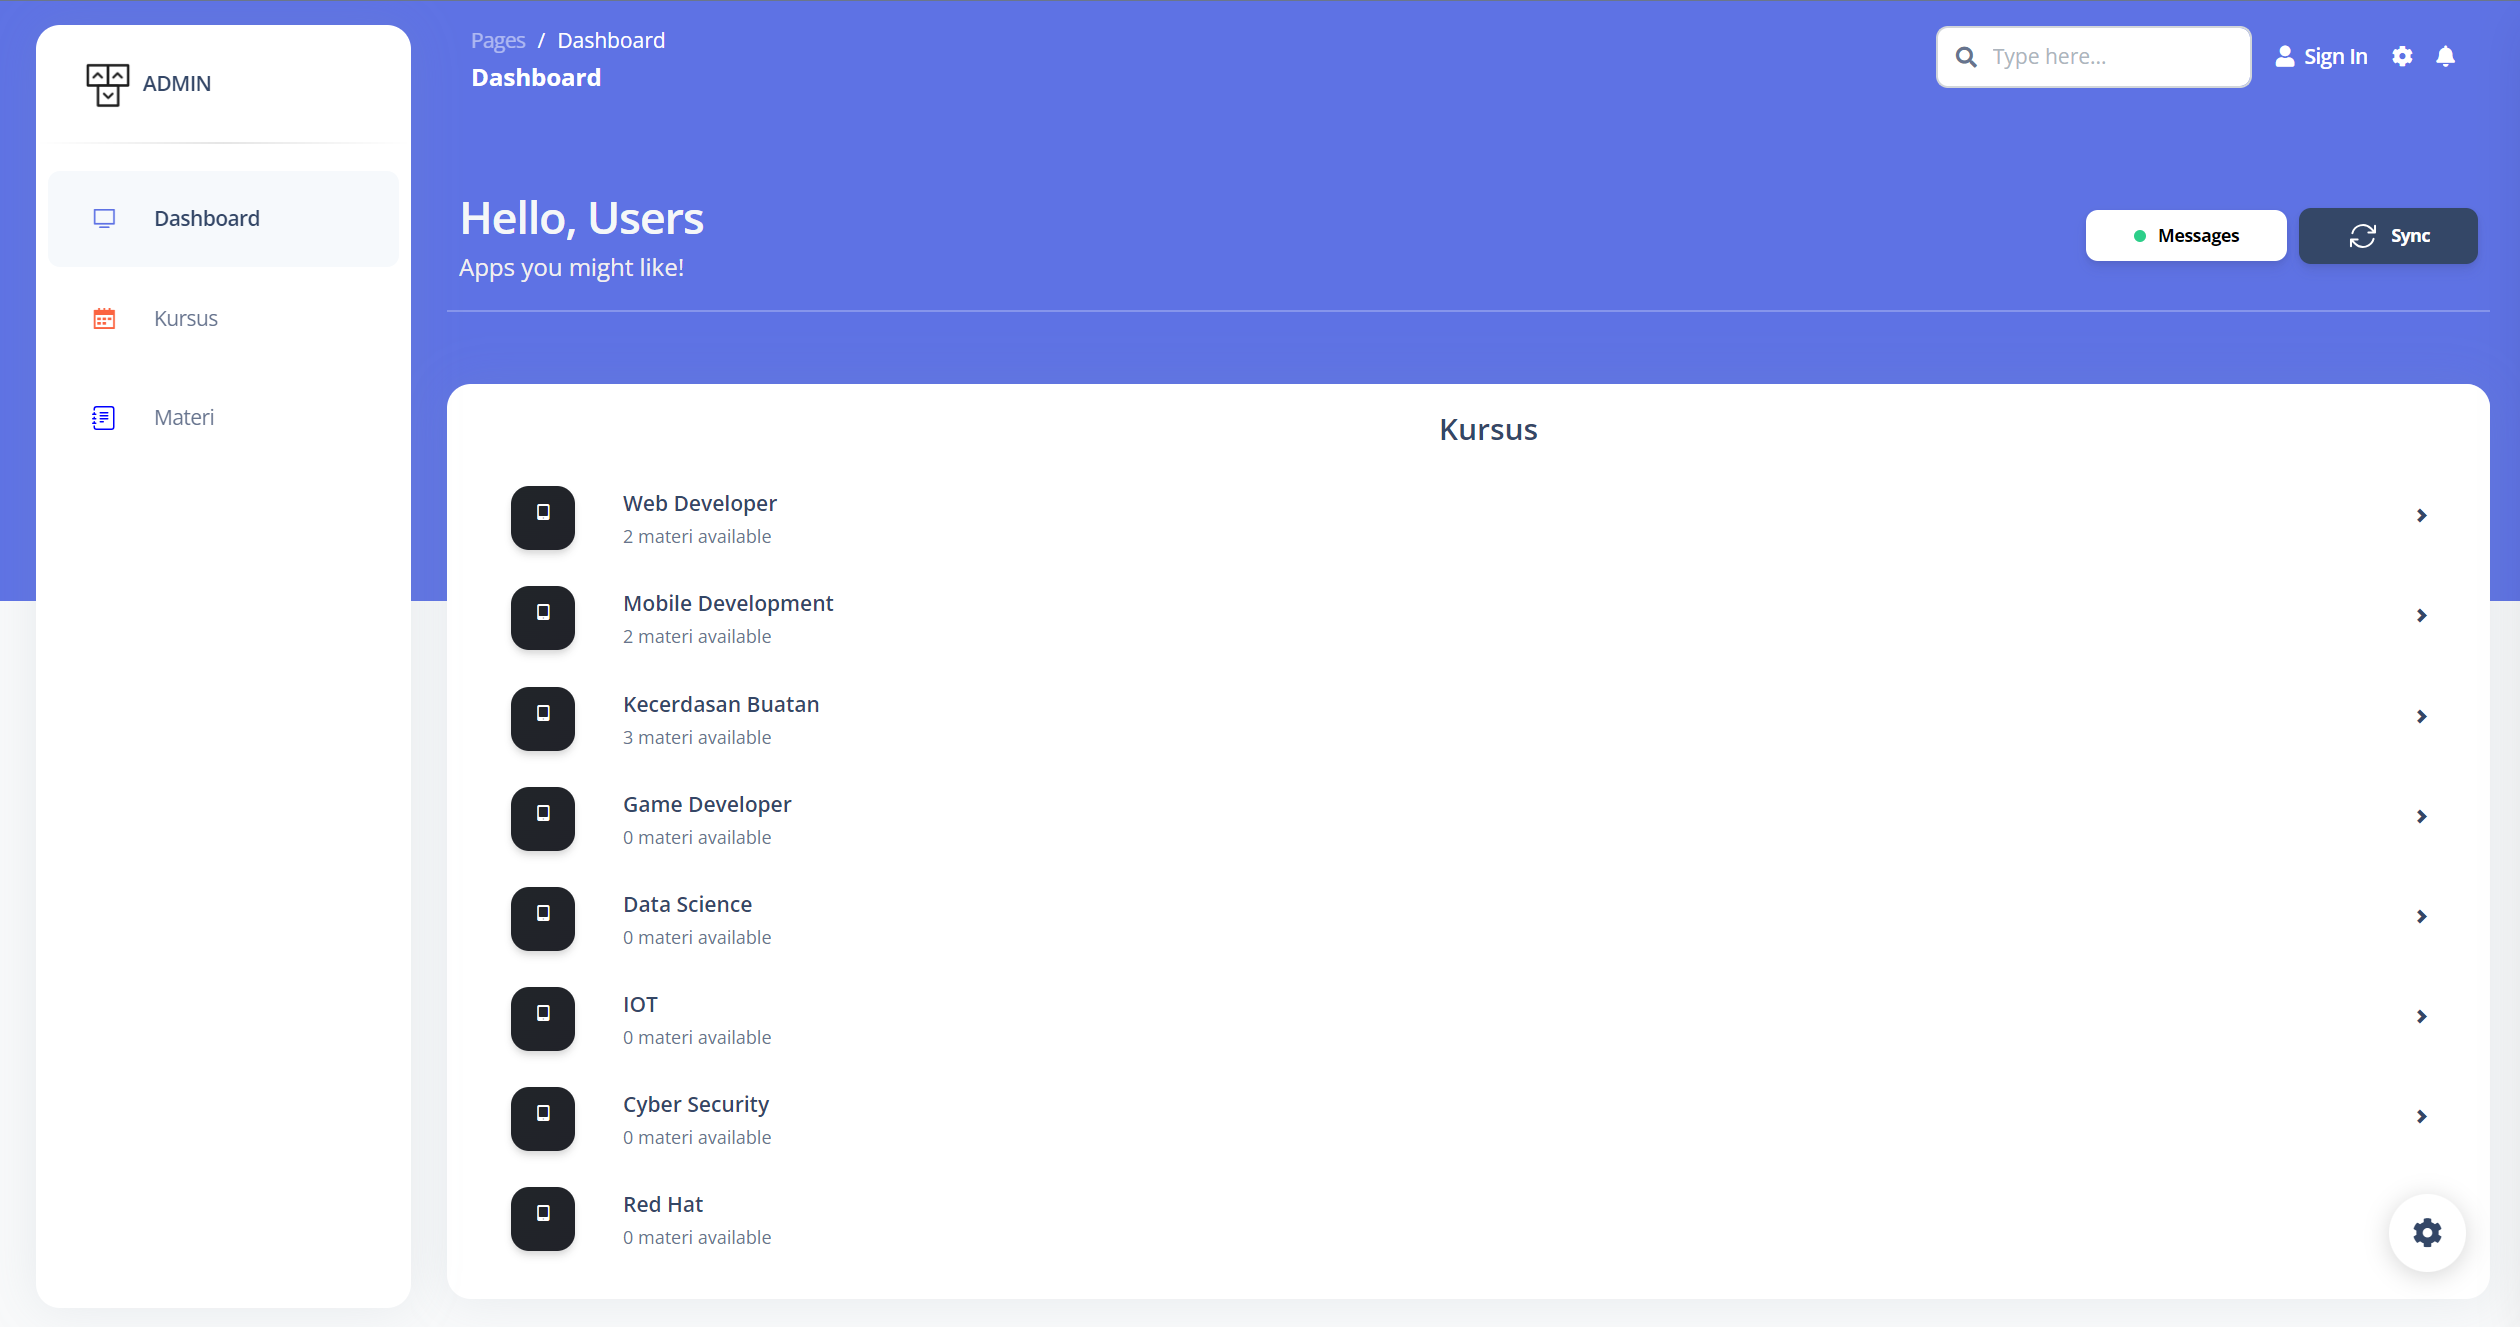 ADMIN
Dashboard
Kursus
Materi
Pages / Dashboard
Dashboard
Type here...
Sign In
Hello, Users
Apps you might like!
Messages
Sync
Kursus
Web Developer
2 materi available
Mobile Development
2 materi available
Kecerdasan Buatan
3 materi available
Game Developer
0 materi available
Data Science
0 materi available
IOT
0 materi available
Cyber Security
0 materi available
Red Hat
0 materi available